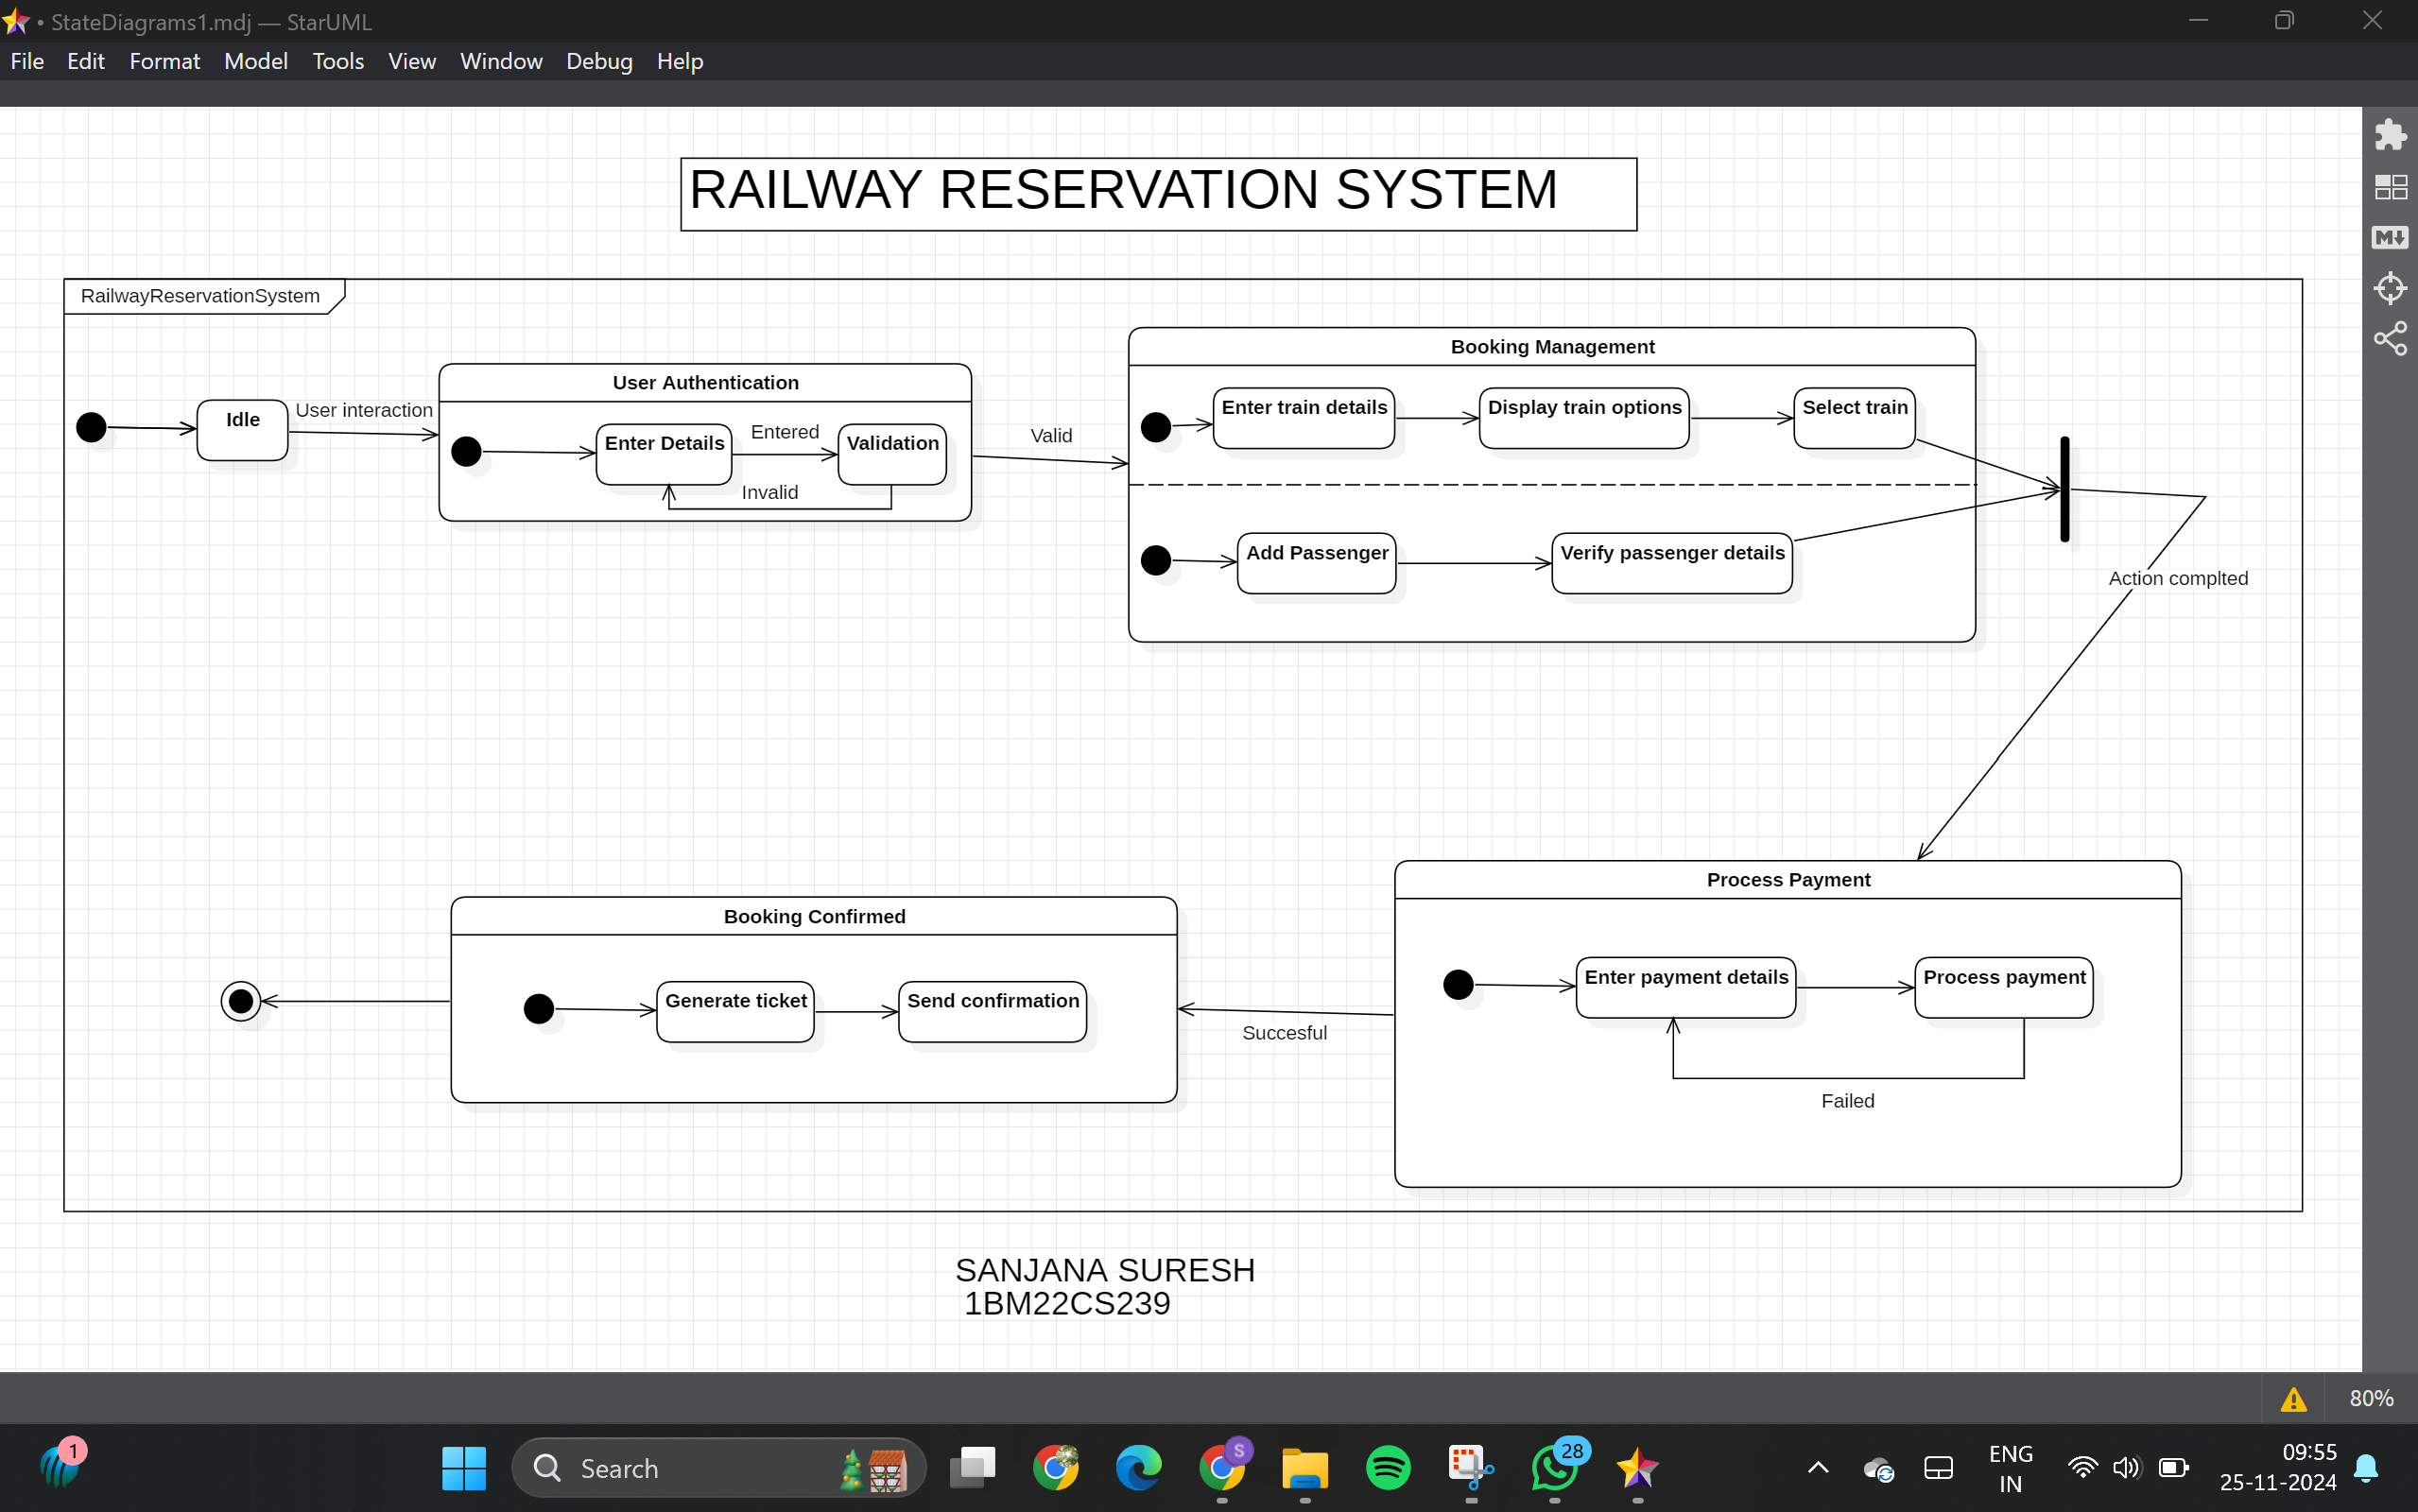 StateDiagrams1.mdj — StarUML
File Edit Format Model Tools View Window Debug Help
RAILWAY RESERVATION SYSTEM
RailwayReservationSystem
Booking Management
User Authentication
Idle
User interaction
Enter Details
Entered
Validation
Invalid
Valid
Enter train details
Display train options
Select train
Add Passenger
Verify passenger details
Action complted
Process Payment
Enter payment details
Process payment
Failed
Succesful
Booking Confirmed
Generate ticket
Send confirmation
SANJANA SURESH
1BM22CS239
80%
1
Search
S
28
ENG
IN
09:55
25-11-2024
M